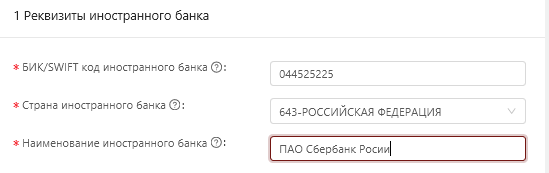 1 Реквизиты иностранного банка
* БИК/SWIFT код иностранного банка ?: 044525225
* Страна иностранного банка ?: 643-РОССИЙСКАЯ ФЕДЕРАЦИЯ
* Наименование иностранного банка ?: ПАО Сбербанк Росии